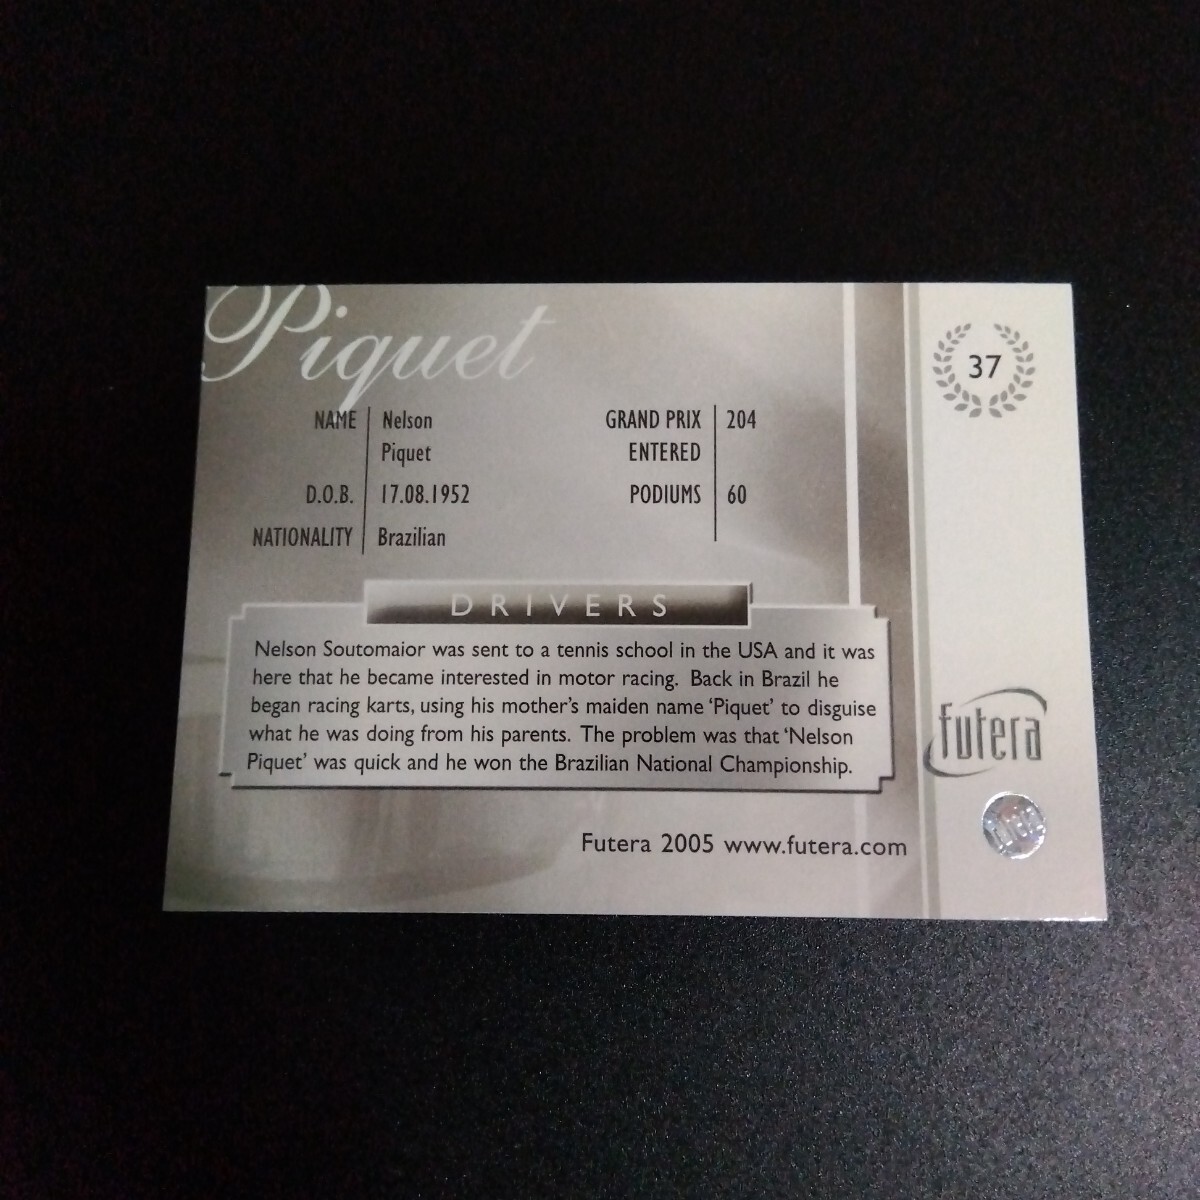 Piquet
37
NAME Nelson
Piquet
D.O.B. 17.08.1952
NATIONALITY Brazilian
GRAND PRIX 204
ENTERED
PODIUMS 60
DRIVERS
Nelson Soutomaior was sent to a tennis school in the USA and it was
here that he became interested in motor racing. Back in Brazil he
began racing karts, using his mother's maiden name 'Piquet' to disguise
what he was doing from his parents. The problem was that 'Nelson
Piquet' was quick and he won the Brazilian National Championship.
futera
Futera 2005 www.futera.com